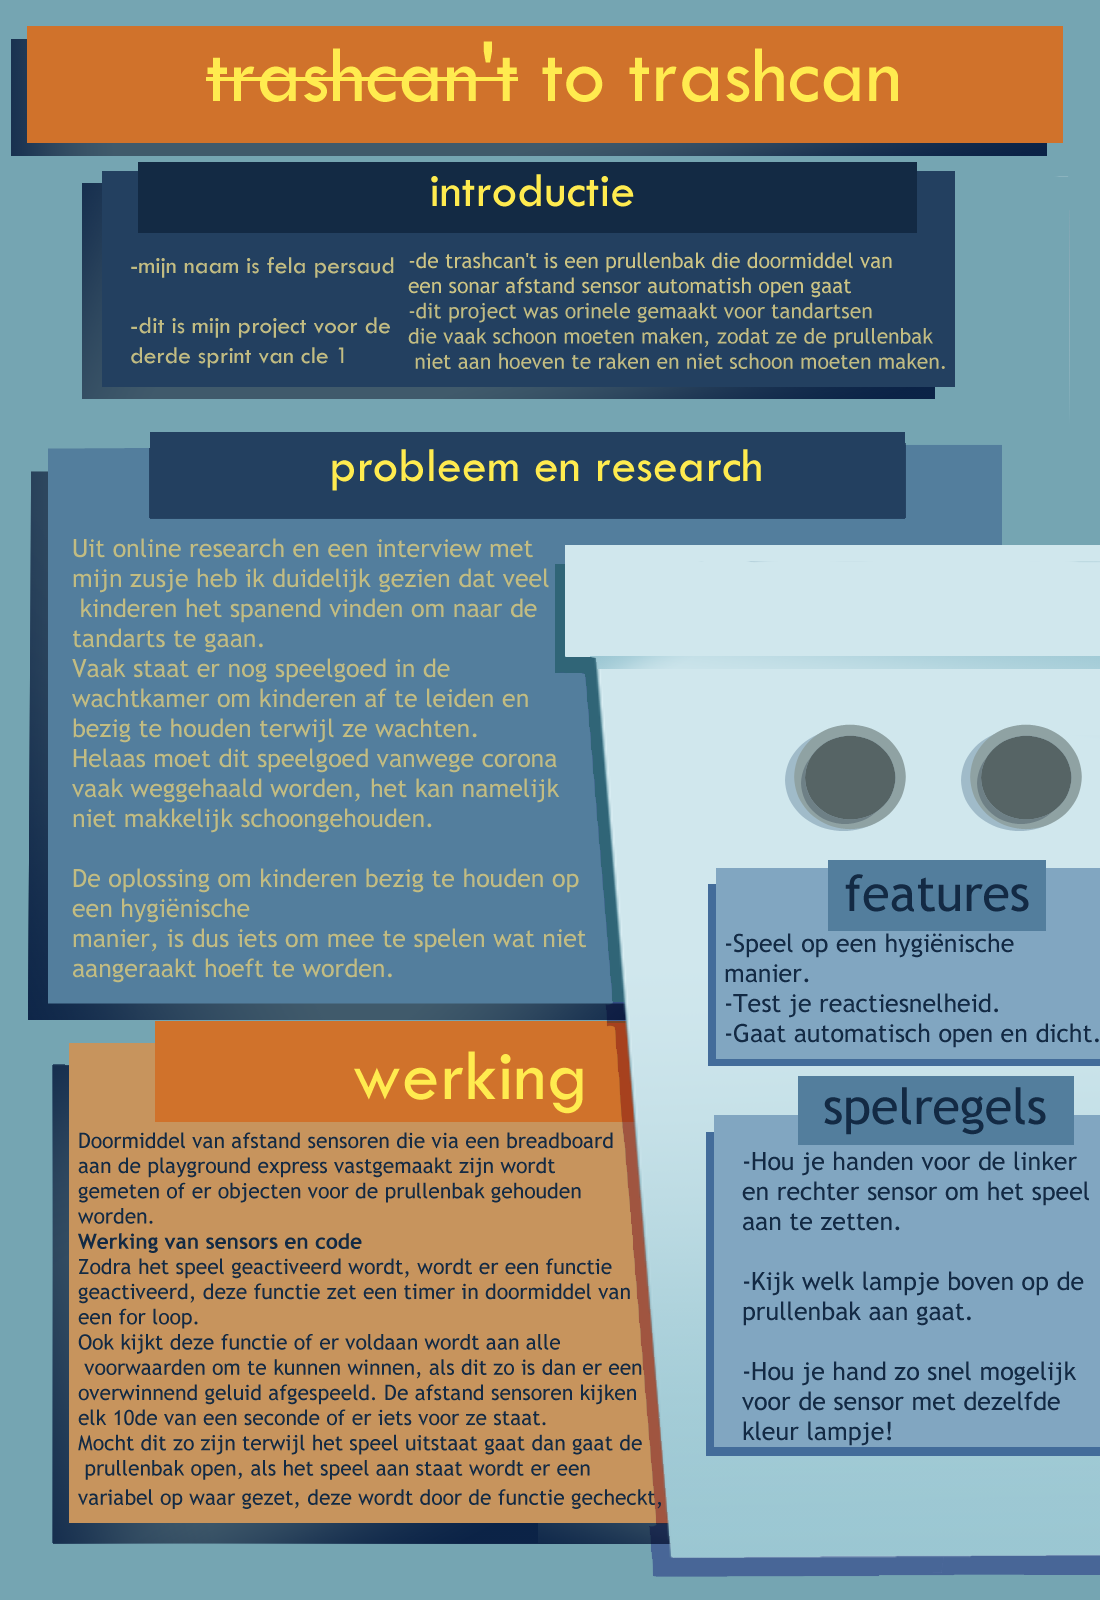 trashcan't to trashcan
introductie
-mijn naam is fela persaud
-dit is mijn project voor de
derde sprint van cle 1
-de trashcan't is een prullenbak die doormiddel van
een sonar afstand sensor automatish open gaat
-dit project was orinele gemaakt voor tandartsen
die vaak schoon moeten maken, zodat ze de prullenbak
niet aan hoeven te raken en niet schoon moeten maken.
probleem en research
Uit online research en een interview met
mijn zusje heb ik duidelijk gezien dat veel
kinderen het spanend vinden om naar de
tandarts te gaan.
Vaak staat er nog speelgoed in de
wachtkamer om kinderen af te leiden en
bezig te houden terwijl ze wachten.
Helaas moet dit speelgoed vanwege corona
vaak weggehaald worden, het kan namelijk
niet makkelijk schoongehouden.
De oplossing om kinderen bezig te houden op
een hygiënische
manier, is dus iets om mee te spelen wat niet
aangeraakt hoeft te worden.
features
-Speel op een hygiënische
manier.
-Test je reactiesnelheid.
-Gaat automatisch open en dicht.
werking
Doormiddel van afstand sensoren die via een breadboard
aan de playground express vastgemaakt zijn wordt
gemeten of er objecten voor de prullenbak gehouden
worden.
Werking van sensors en code
Zodra het speel geactiveerd wordt, wordt er een functie
geactiveerd, deze functie zet een timer in doormiddel van
een for loop.
Ook kijkt deze functie of er voldaan wordt aan alle
voorwaarden om te kunnen winnen, als dit zo is dan er een
overwinnend geluid afgespeeld. De afstand sensoren kijken
elk 10de van een seconde of er iets voor ze staat.
Mocht dit zo zijn terwijl het speel uitstaat gaat dan gaat de
prullenbak open, als het speel aan staat wordt er een
variabel op waar gezet, deze wordt door de functie gecheckt,
spelregels
-Hou je handen voor de linker
en rechter sensor om het speel
aan te zetten.
-Kijk welk lampje boven op de
prullenbak aan gaat.
-Hou je hand zo snel mogelijk
voor de sensor met dezelfde
kleur lampje!